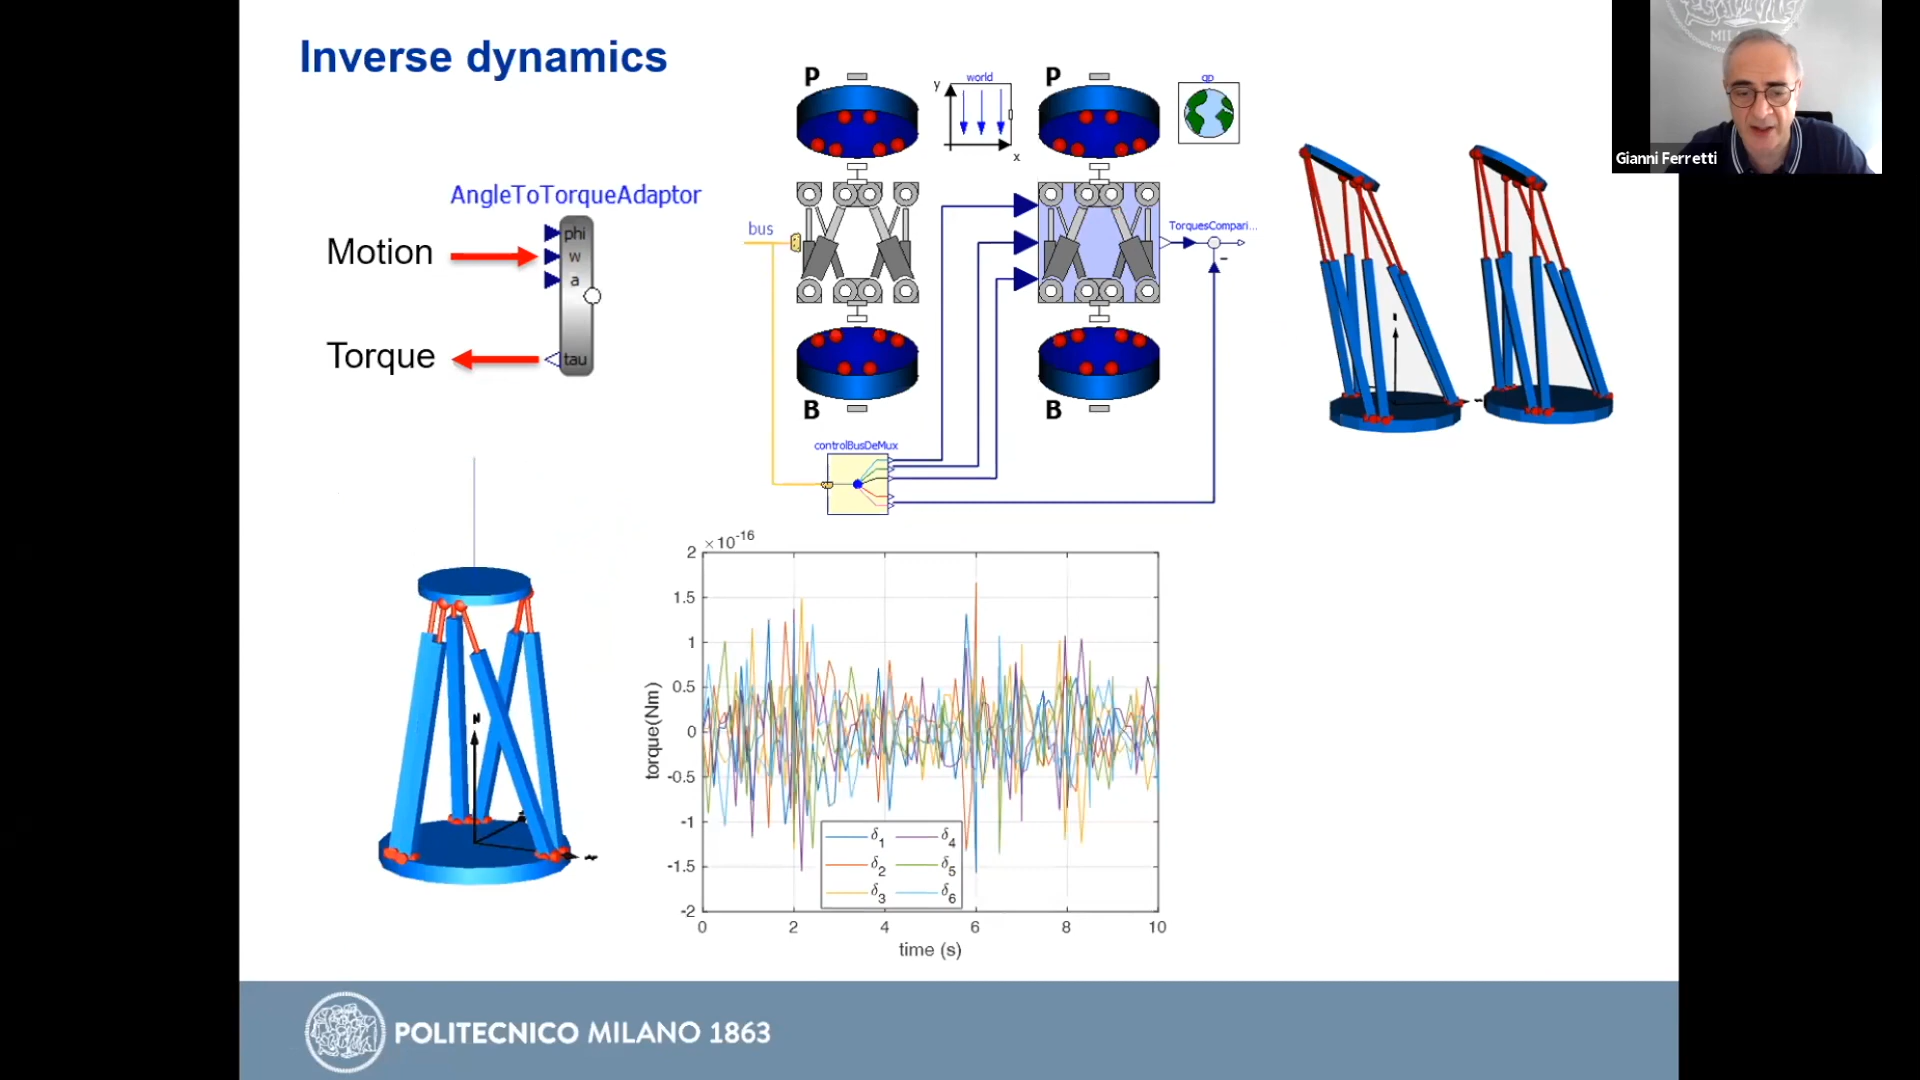 Inverse dynamics
AngleToTorqueAdaptor
phi
Motion
w
a
Torque
tau
P
world
y
x
P
gp
bus
TorquesCompari...
-
B
B
controlBusDeMux
N
×10-16
2
1.5
1
0.5
0
-0.5
-1
-1.5
-2
0 2 4 6 8 10
torque(Nm)
time (s)
δ1 δ4
δ2 δ5
δ3 δ6
POLITECNICO MILANO 1863
Gianni Ferretti